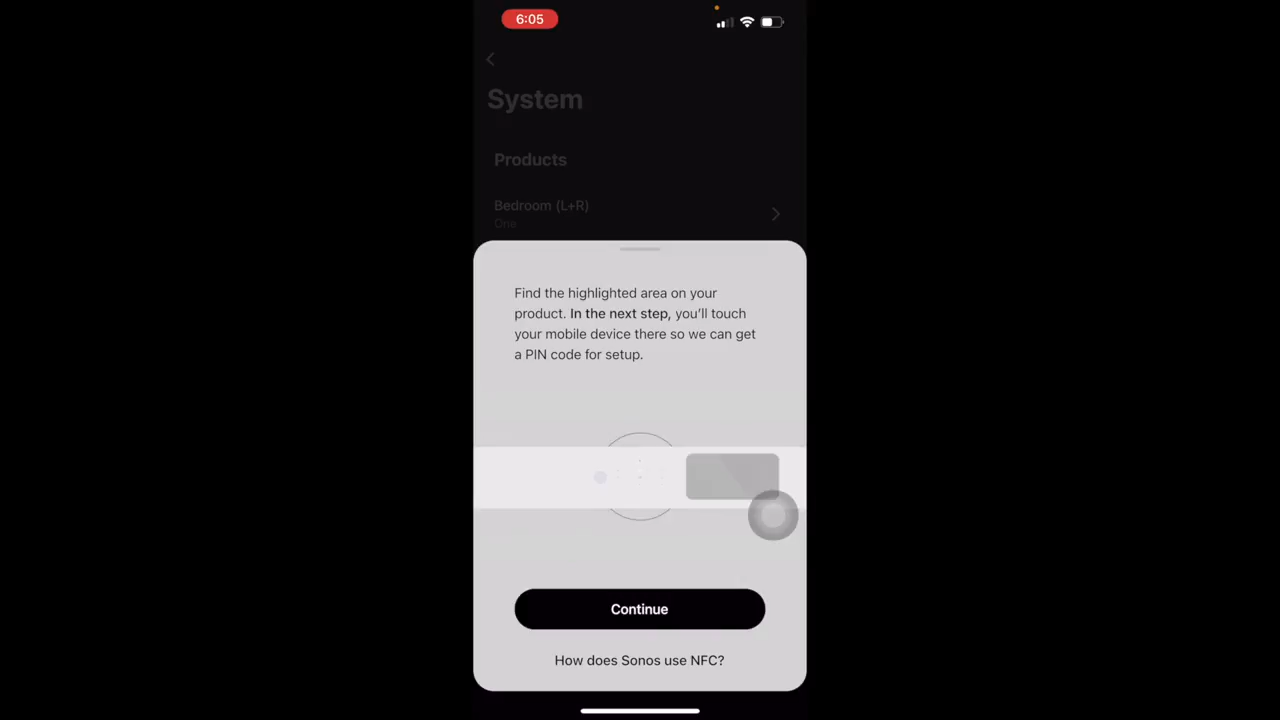 6:05
System
Products
Bedroom (L+R)
One
Find the highlighted area on your
product. In the next step, you'll touch
your mobile device there so we can get
a PIN code for setup.
Continue
How does Sonos use NFC?